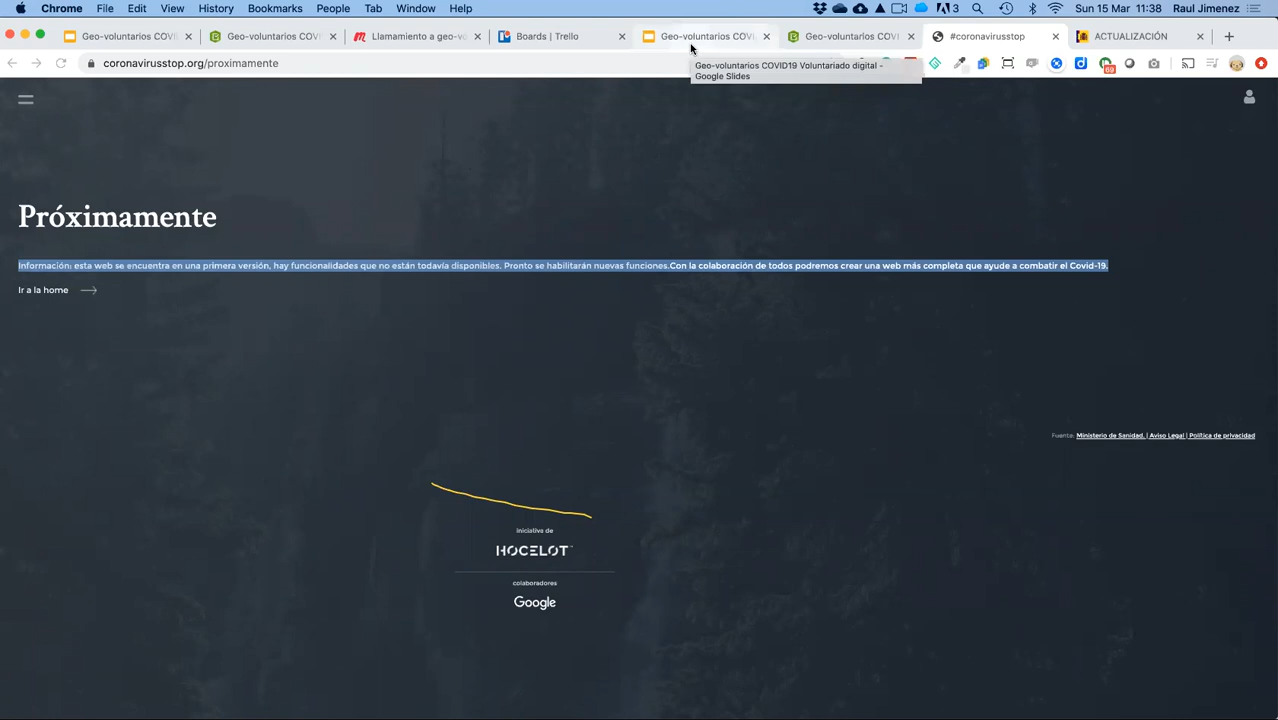 Chrome File Edit View History Bookmarks People Tab Window Help 3 Sun 15 Mar 11:38 Raul Jimenez
Geo-voluntarios COVI Geo-voluntarios COVI Llamamiento a geo-vo Boards | Trello Geo-voluntarios COVI Geo-voluntarios COVI #coronavirusstop ACTUALIZACIÓN
coronavirusstop.org/proximamente 69
Geo-voluntarios COVID19 Voluntariado digital -
Google Slides
Próximamente
Información: esta web se encuentra en una primera versión, hay funcionalidades que no están todavía disponibles. Pronto se habilitarán nuevas funciones.Con la colaboración de todos podremos crear una web más completa que ayude a combatir el Covid-19.
Ir a la home
Fuente: Ministerio de Sanidad. | Aviso Legal | Política de privacidad
Iniciativa de
HOCELOT
colaboradores
Google